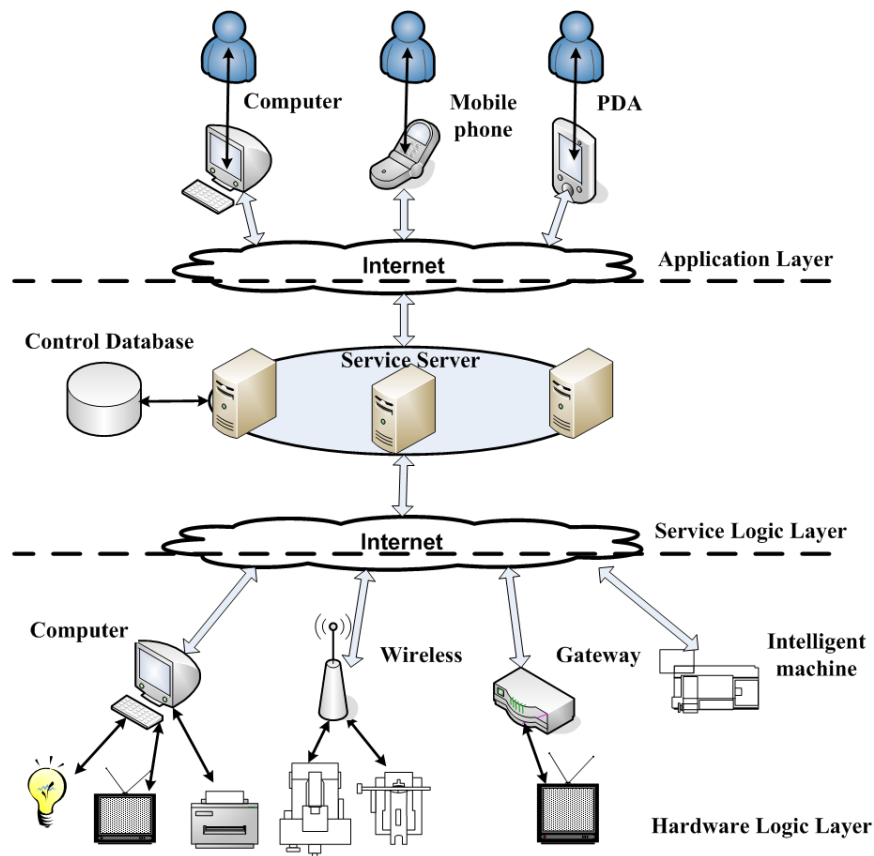 Computer
Mobile
phone
PDA
Internet
Application Layer
Control Database
Service Server
Internet
Service Logic Layer
Computer
Wireless
Gateway
Intelligent
machine
Hardware Logic Layer